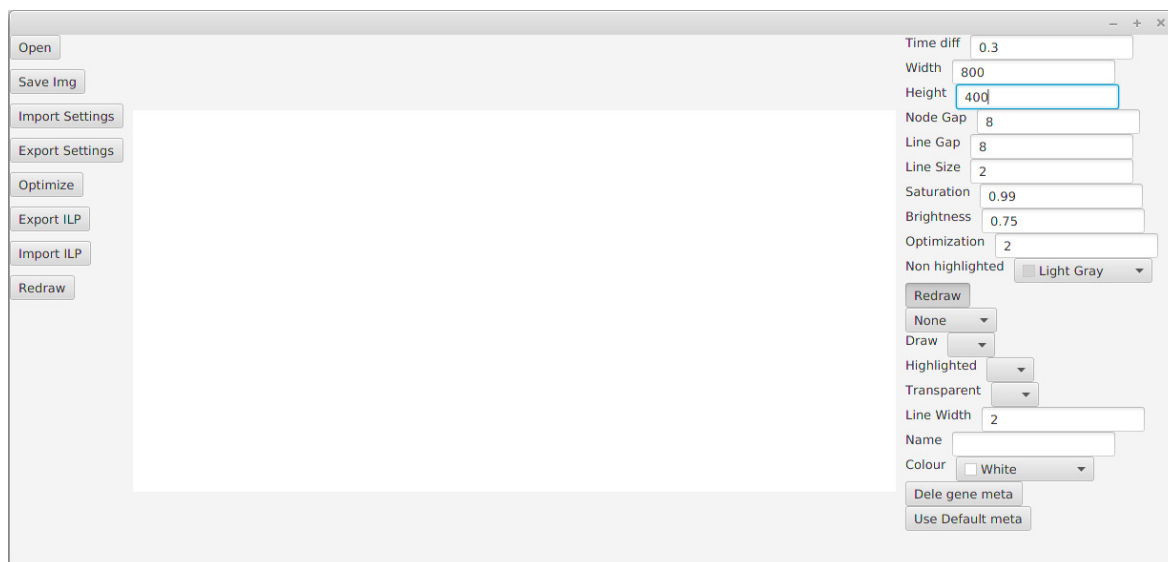 Open
Save Img
Import Settings
Export Settings
Optimize
Export ILP
Import ILP
Redraw
Time diff 0.3
Width 800
Height 400
Node Gap 8
Line Gap 8
Line Size 2
Saturation 0.99
Brightness 0.75
Optimization 2
Non highlighted Light Gray
Redraw
None
Draw
Highlighted
Transparent
Line Width 2
Name
Colour White
Dele gene meta
Use Default meta